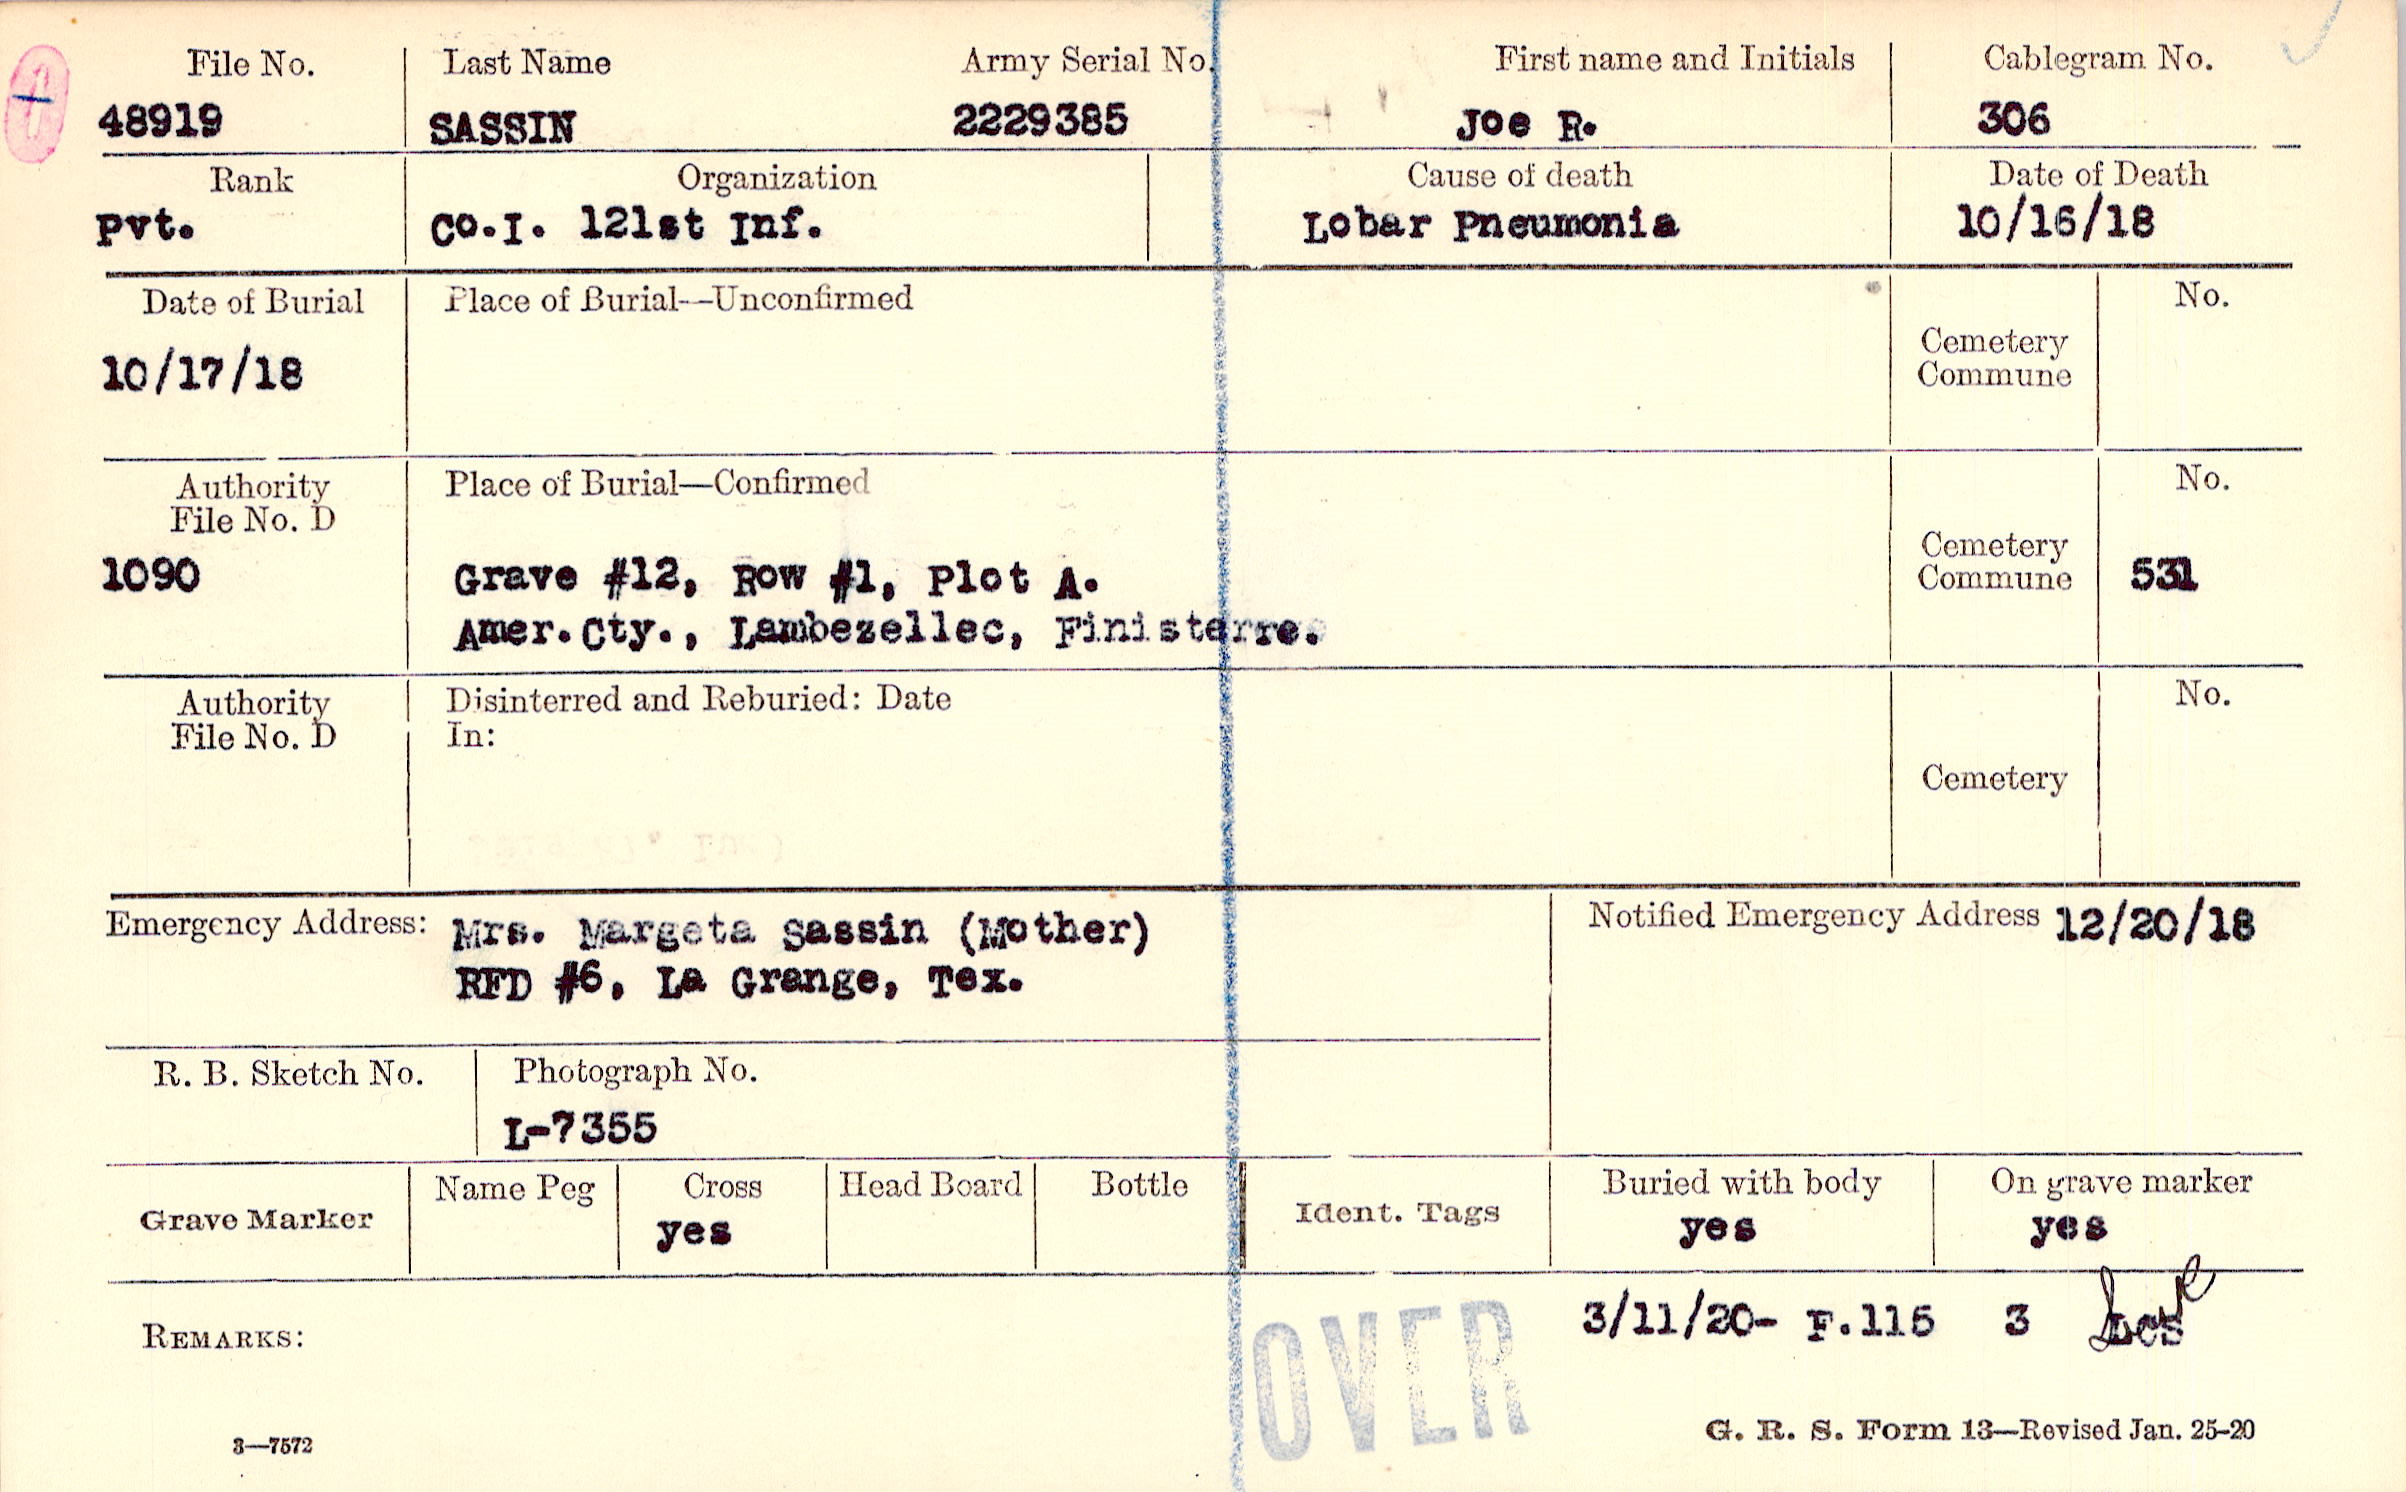 File No. Last Name Army Serial No. First name and Initials Cablegram No.
48919 SASSIN 2229385 Joe R. 306
Rank Organization Cause of death Date of Death
Pvt. Co.I. 121st Inf. Lobar Pneumonia 10/16/18
Date of Burial Place of Burial--Unconfirmed No.
Cemetery
Commune
10/17/18
Authority Place of Burial—Confirmed No.
File No. D
Cemetery
Commune
1090 Grave #12, Row #1, Plot A. 531
Amer.Cty., Lambezellec, Finisterre.
Authority Disinterred and Reburied: Date No.
File No. D In:
Cemetery
Emergency Address: Mrs. Margeta Sassin (Mother) Notified Emergency Address 12/20/18
RFD #6, La Grange, Tex.
R. B. Sketch No. Photograph No.
L-7355
Grave Marker Name Peg Cross Head Board Bottle Ident. Tags Buried with body On grave marker
yes yes yes
REMARKS: 3/11/20- F.115 3
OVER
3—7572 G. R. S. Form 13—Revised Jan. 25-20